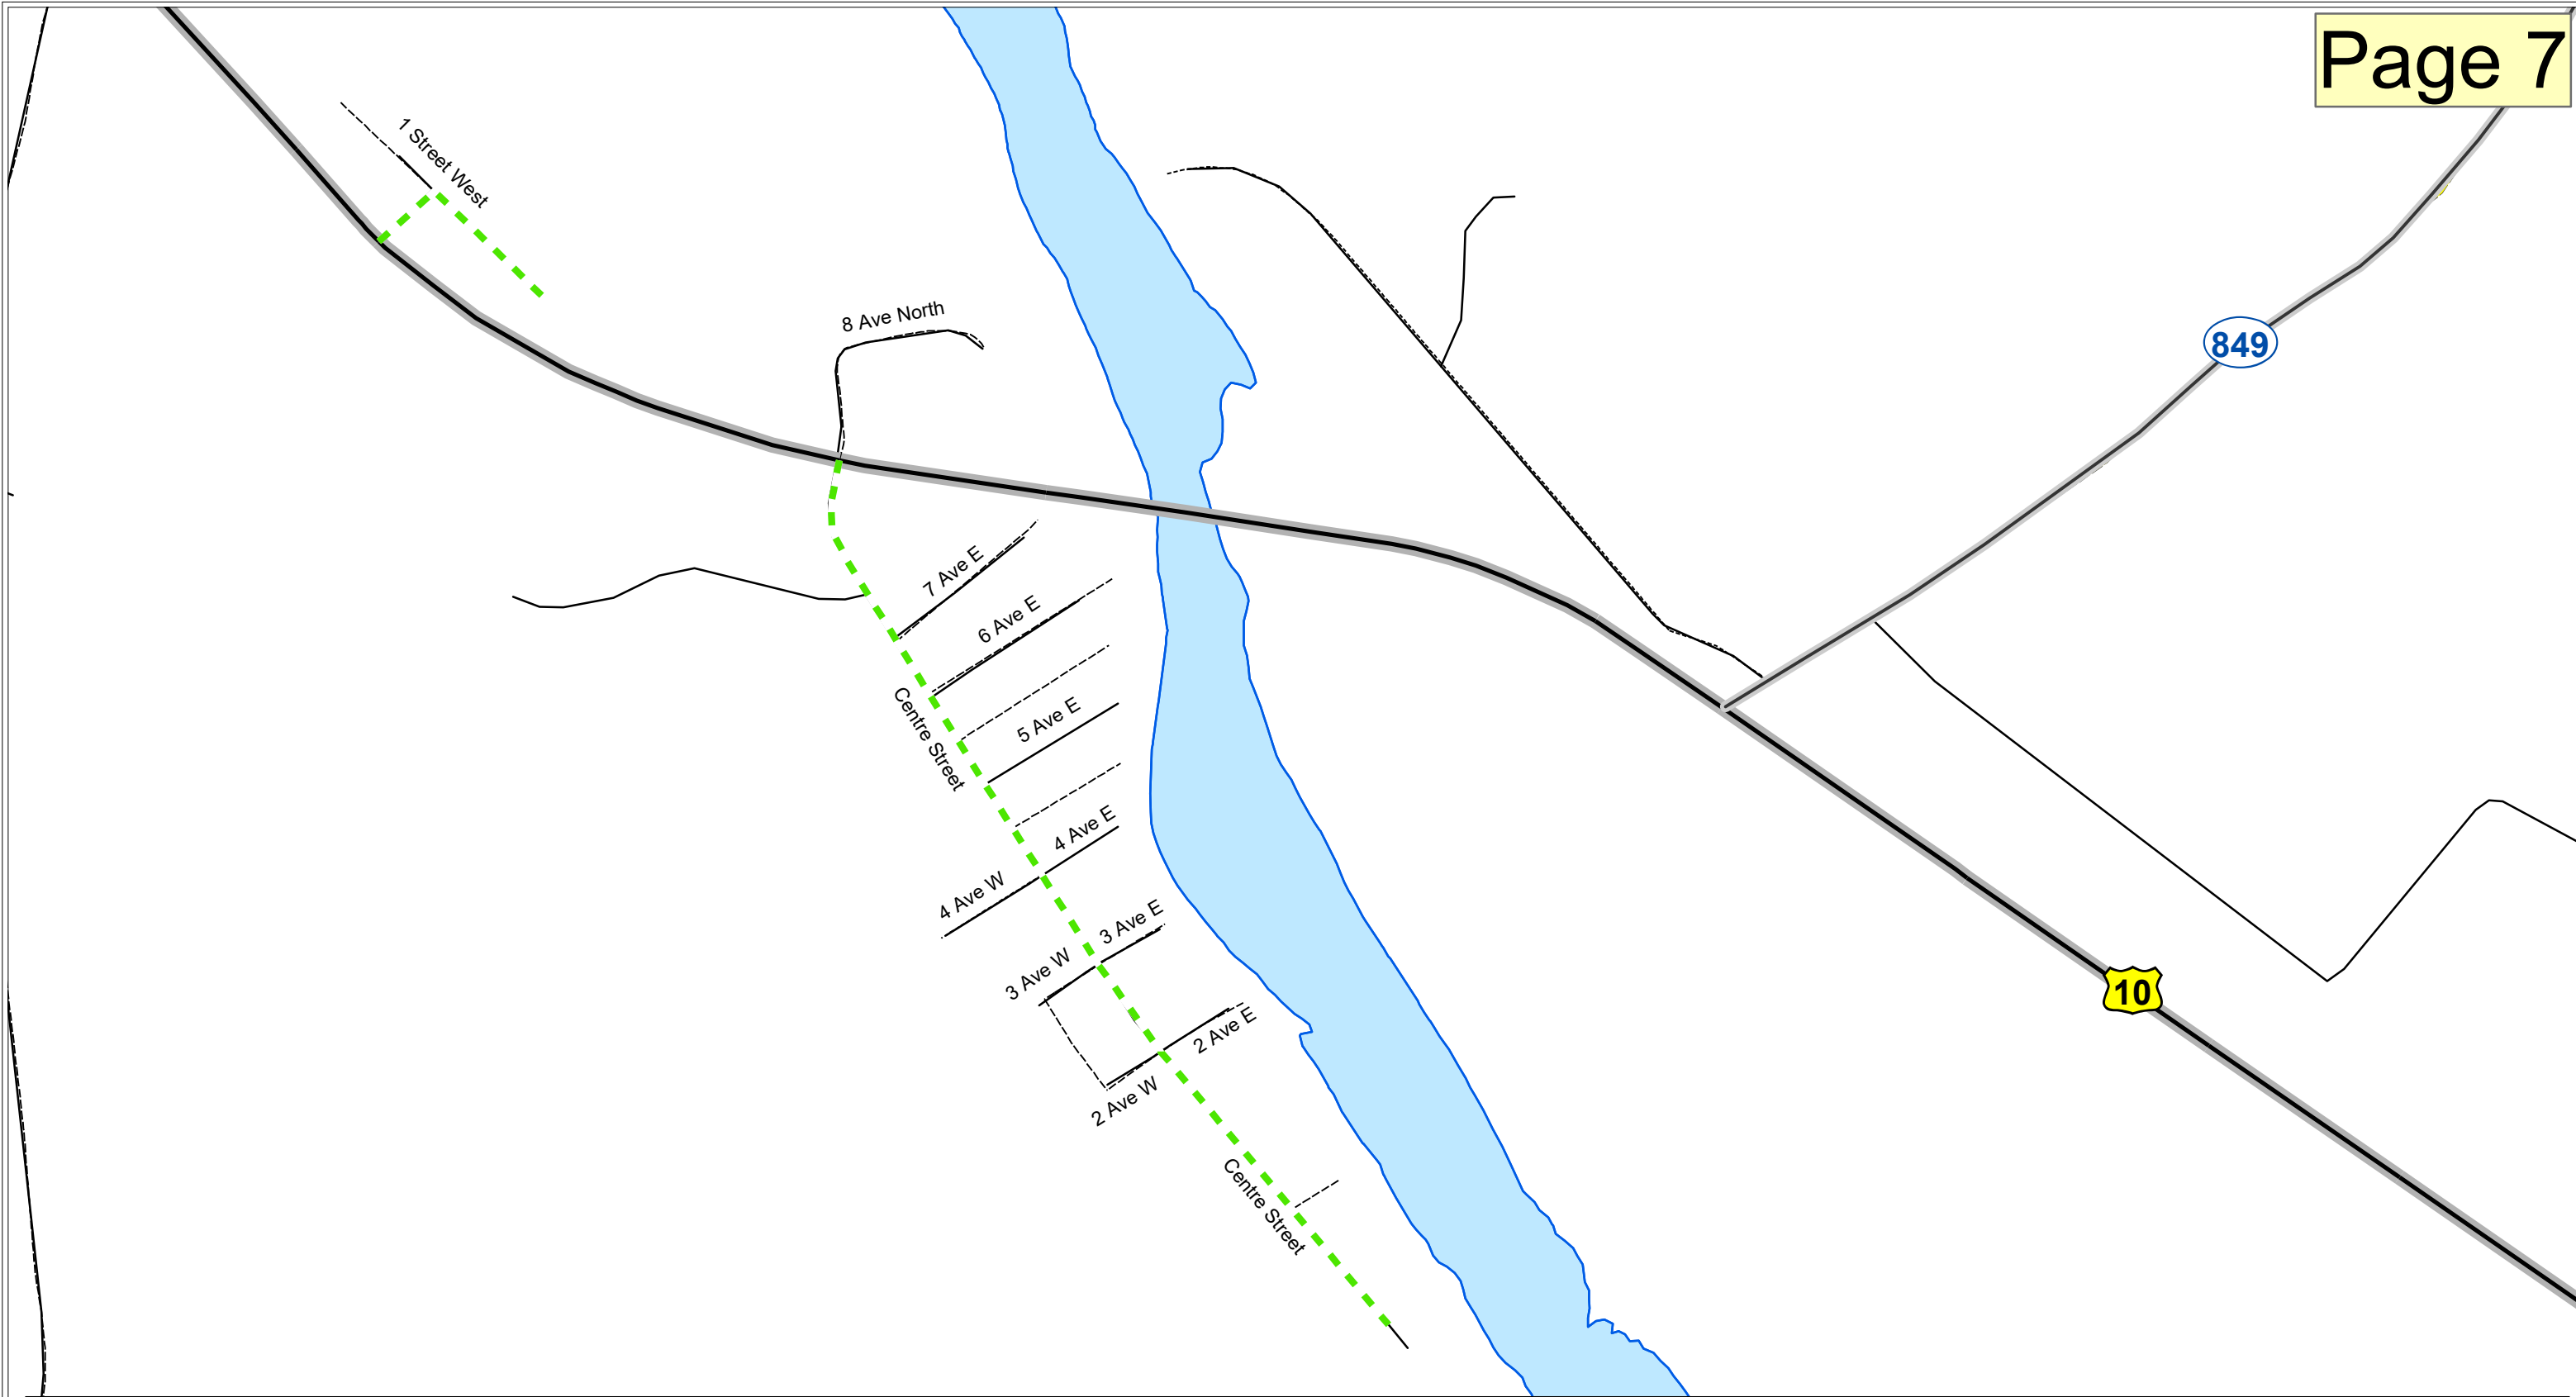 Page 7
1 Street West
8 Ave North
849
7 Ave E
6 Ave E
Centre Street
5 Ave E
4 Ave E
4 Ave W
3 Ave E
3 Ave W
10
2 Ave E
2 Ave W
Centre Street